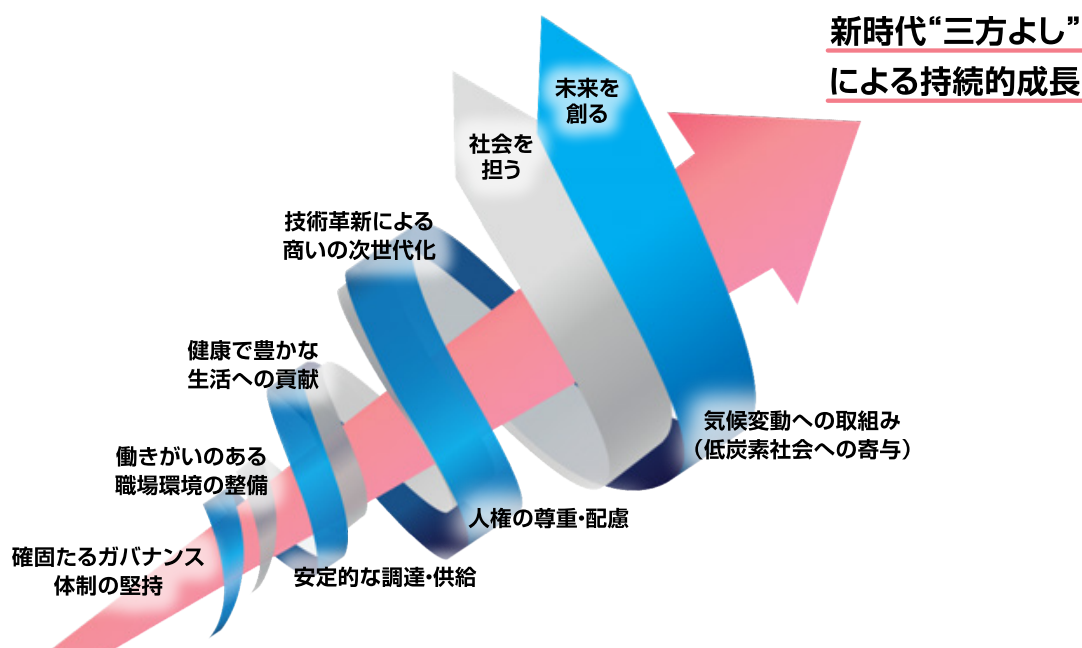 新時代“三方よし”
による持続的成長
未来を
創る
社会を
担う
技術革新による
商いの次世代化
健康で豊かな
生活への貢献
働きがいのある
職場環境の整備
確固たるガバナンス
体制の堅持
気候変動への取組み
（低炭素社会への寄与）
人権の尊重・配慮
安定的な調達・供給